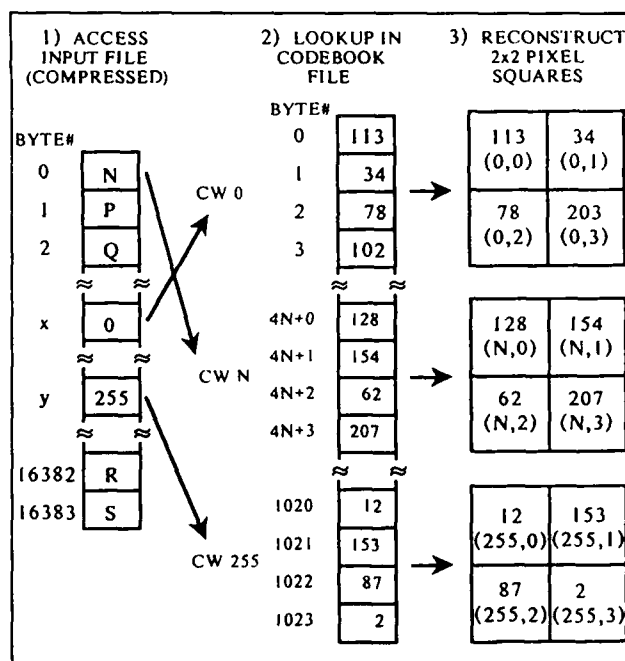 1) ACCESS INPUT FILE (COMPRESSED)
2) LOOKUP IN CODEBOOK FILE
3) RECONSTRUCT 2x2 PIXEL SQUARES
BYTE#
0 N
1 P
2 Q
x 0
y 255
16382 R
16383 S
CW 0
CW N
CW 255
BYTE#
0 113
1 34
2 78
3 102
4N+0 128
4N+1 154
4N+2 62
4N+3 207
1020 12
1021 153
1022 87
1023 2
113 34
(0,0) (0,1)
78 203
(0,2) (0,3)
128 154
(N,0) (N,1)
62 207
(N,2) (N,3)
12 153
(255,0) (255,1)
87 2
(255,2) (255,3)